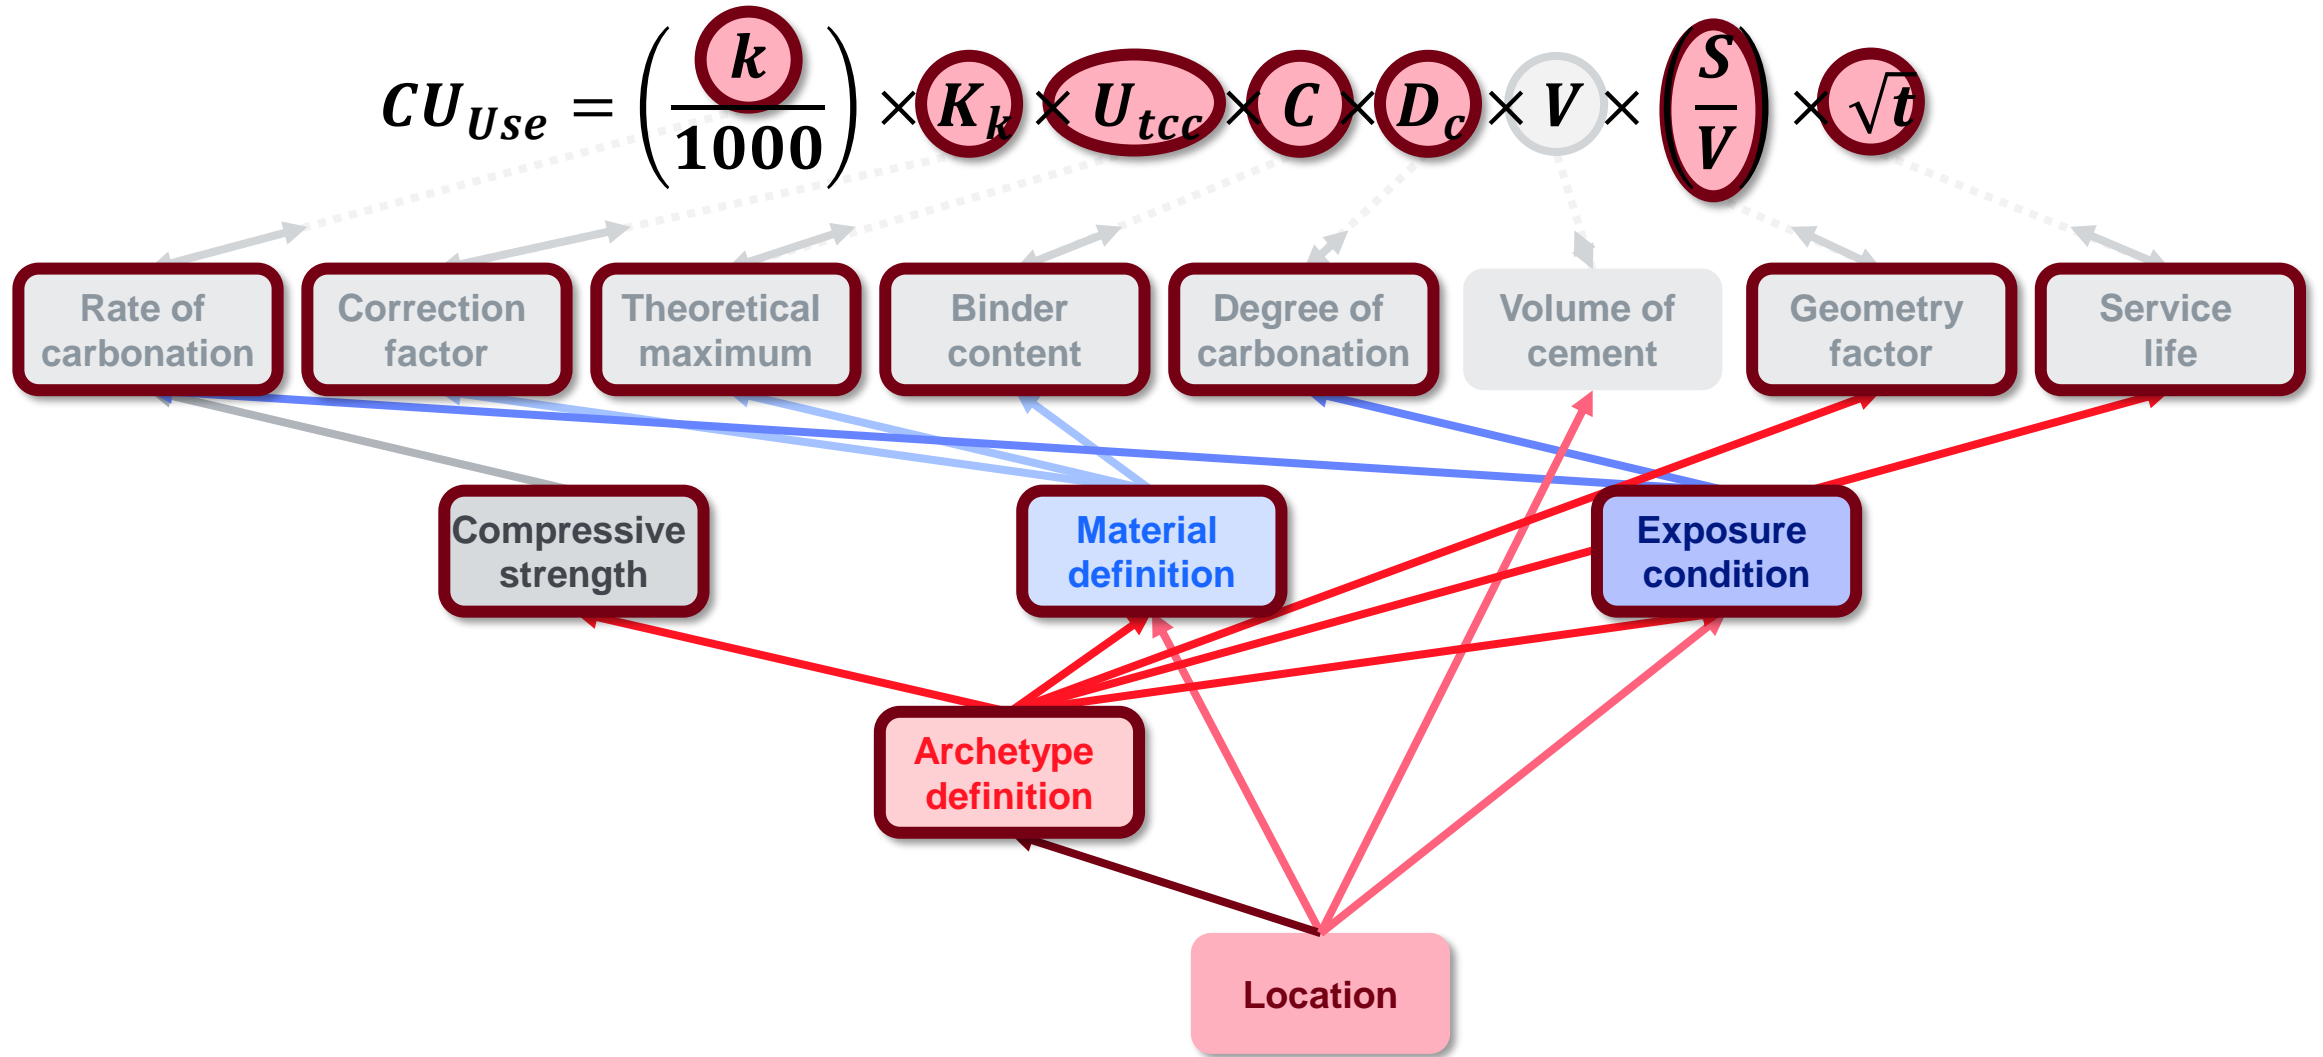 CU_Use = (k/1000) × K_k × U_tcc × C × D_c × V × (S/V) × √t
Rate of
carbonation
Correction
factor
Theoretical
maximum
Binder
content
Degree of
carbonation
Volume of
cement
Geometry
factor
Service
life
Compressive
strength
Material
definition
Exposure
condition
Archetype
definition
Location